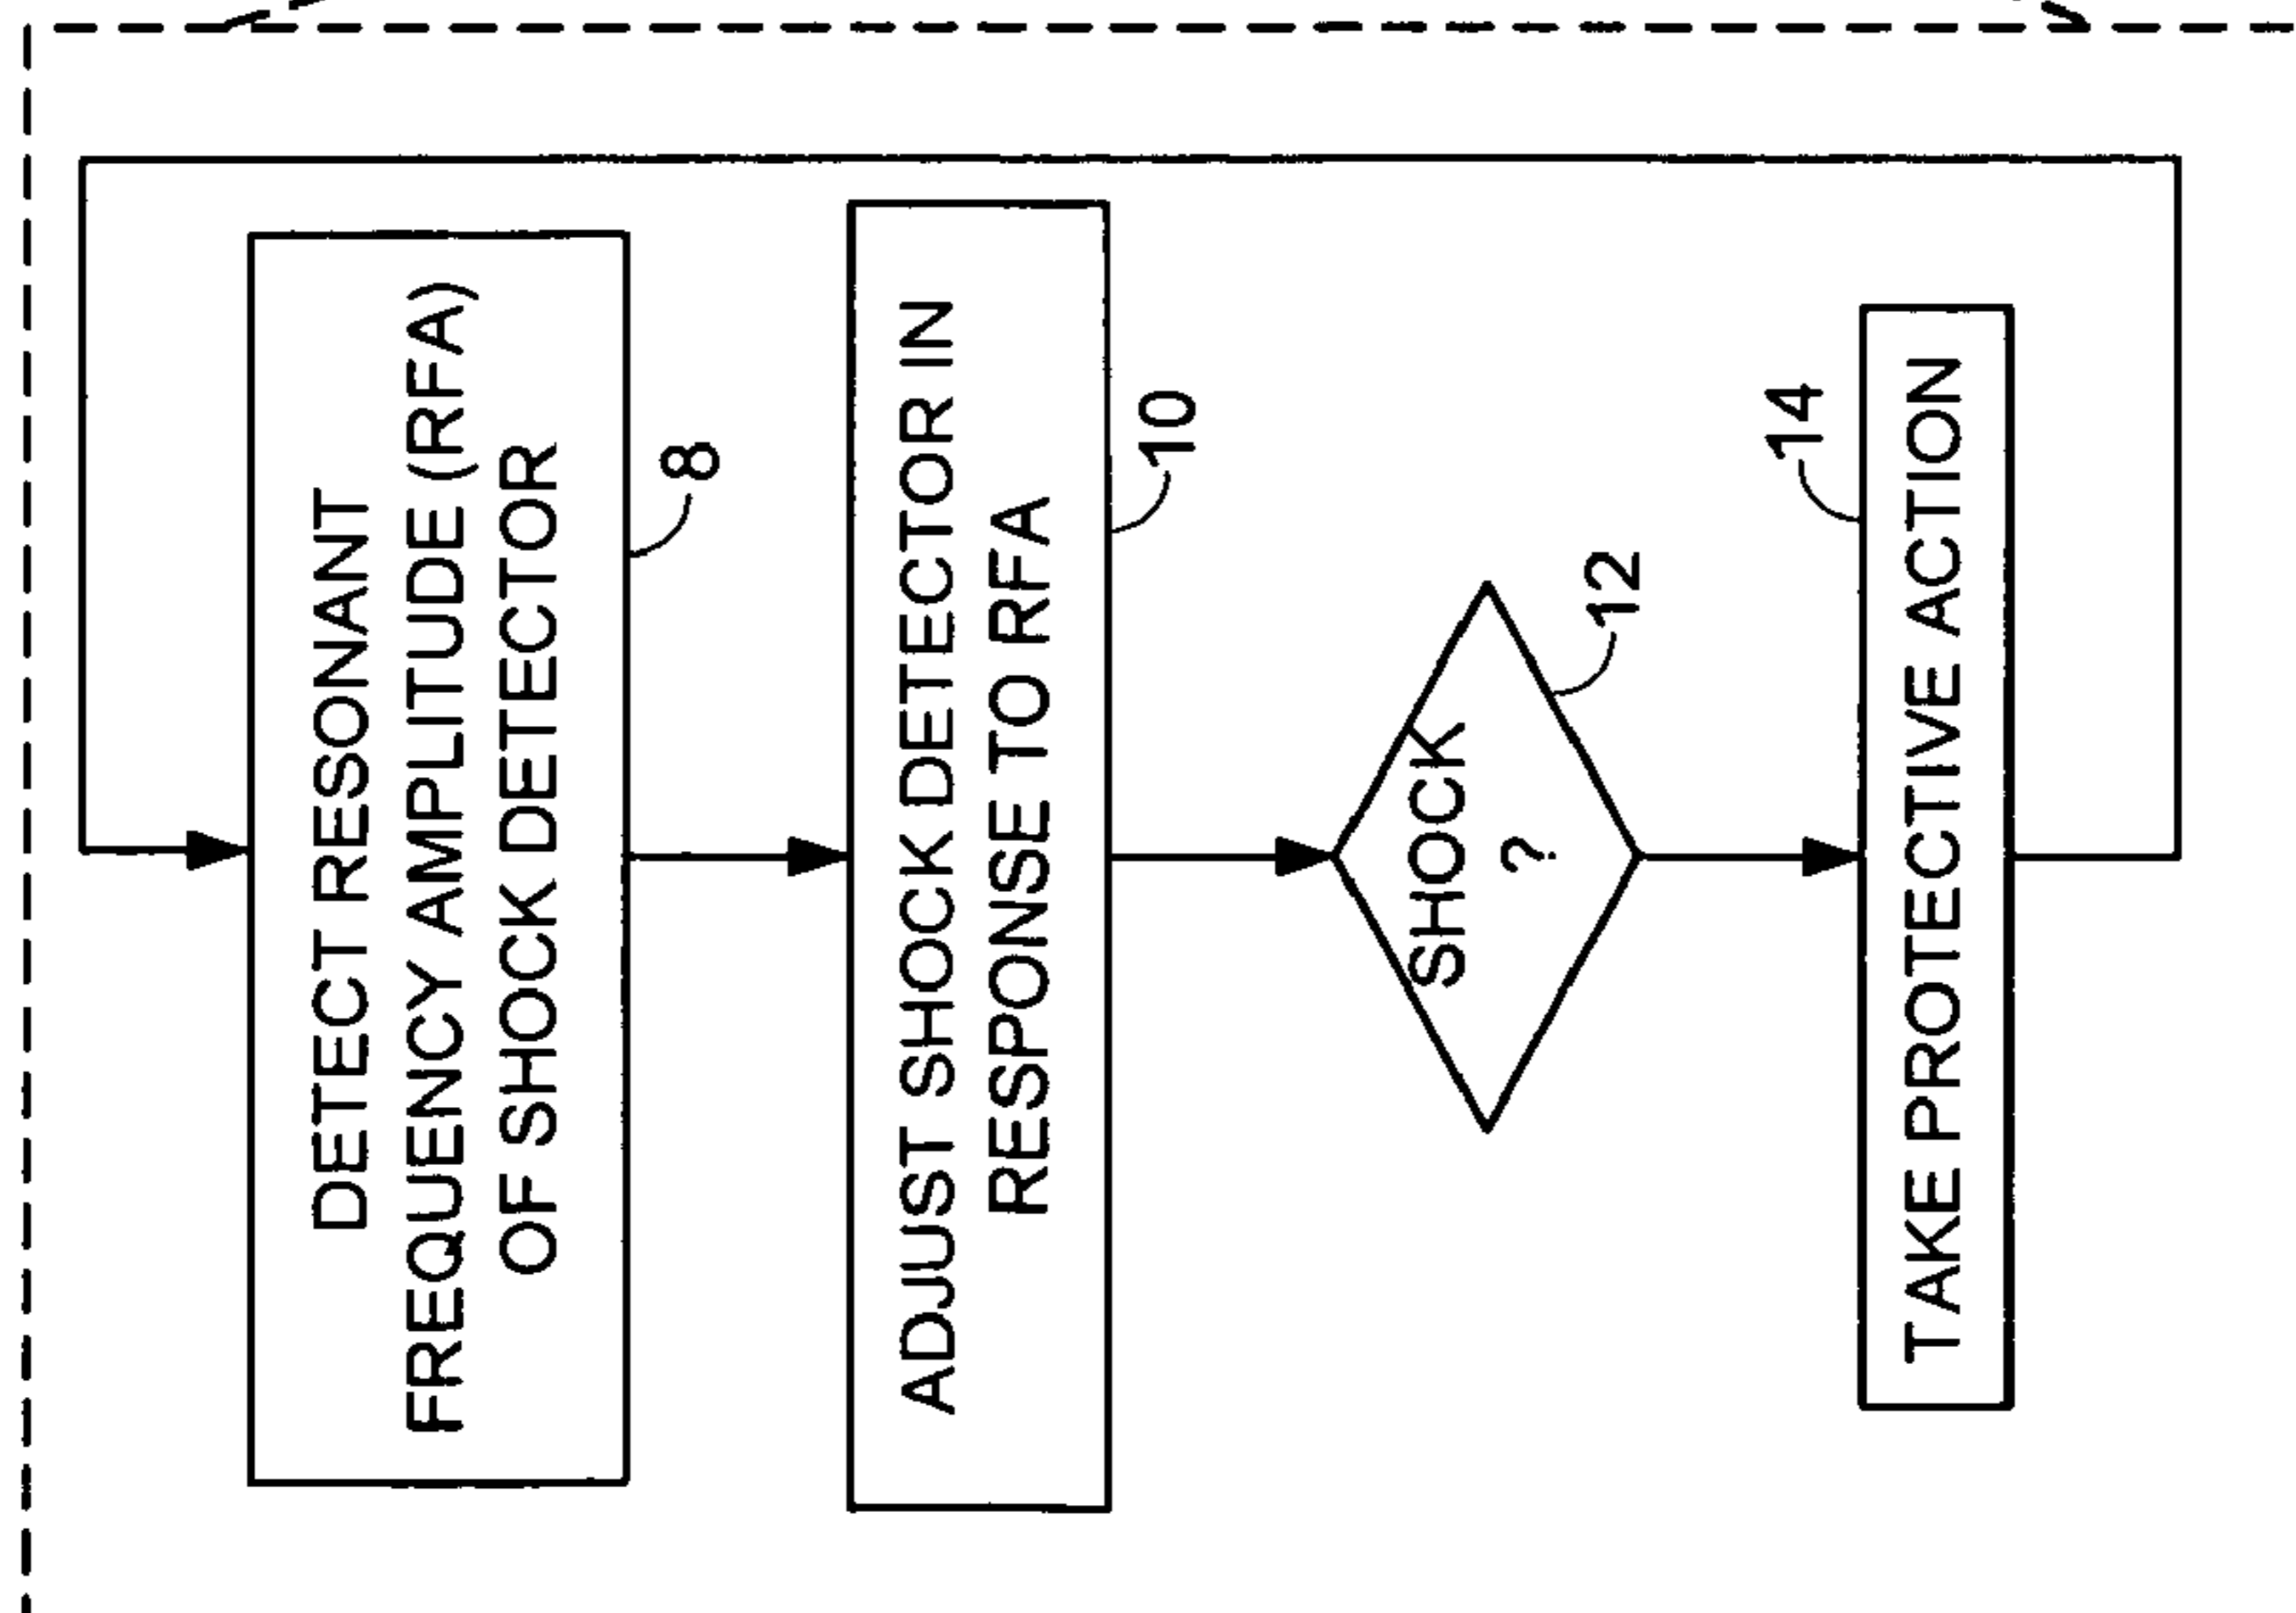 DETECT RESONANT
FREQUENCY AMPLITUDE (RFA)
OF SHOCK DETECTOR
8
ADJUST SHOCK DETECTOR IN
RESPONSE TO RFA
10
SHOCK
?
12
14
TAKE PROTECTIVE ACTION